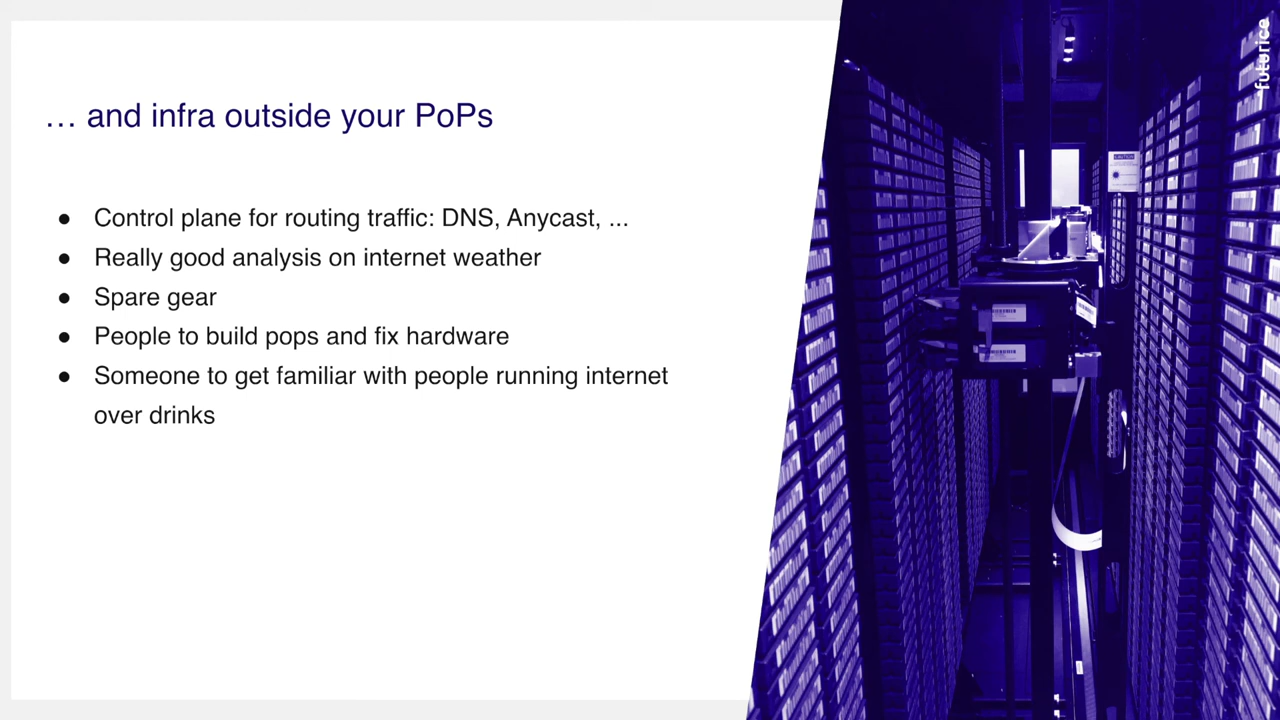 … and infra outside your PoPs
● Control plane for routing traffic: DNS, Anycast, ...
● Really good analysis on internet weather
● Spare gear
● People to build pops and fix hardware
● Someone to get familiar with people running internet
over drinks
futurice
CAUTION